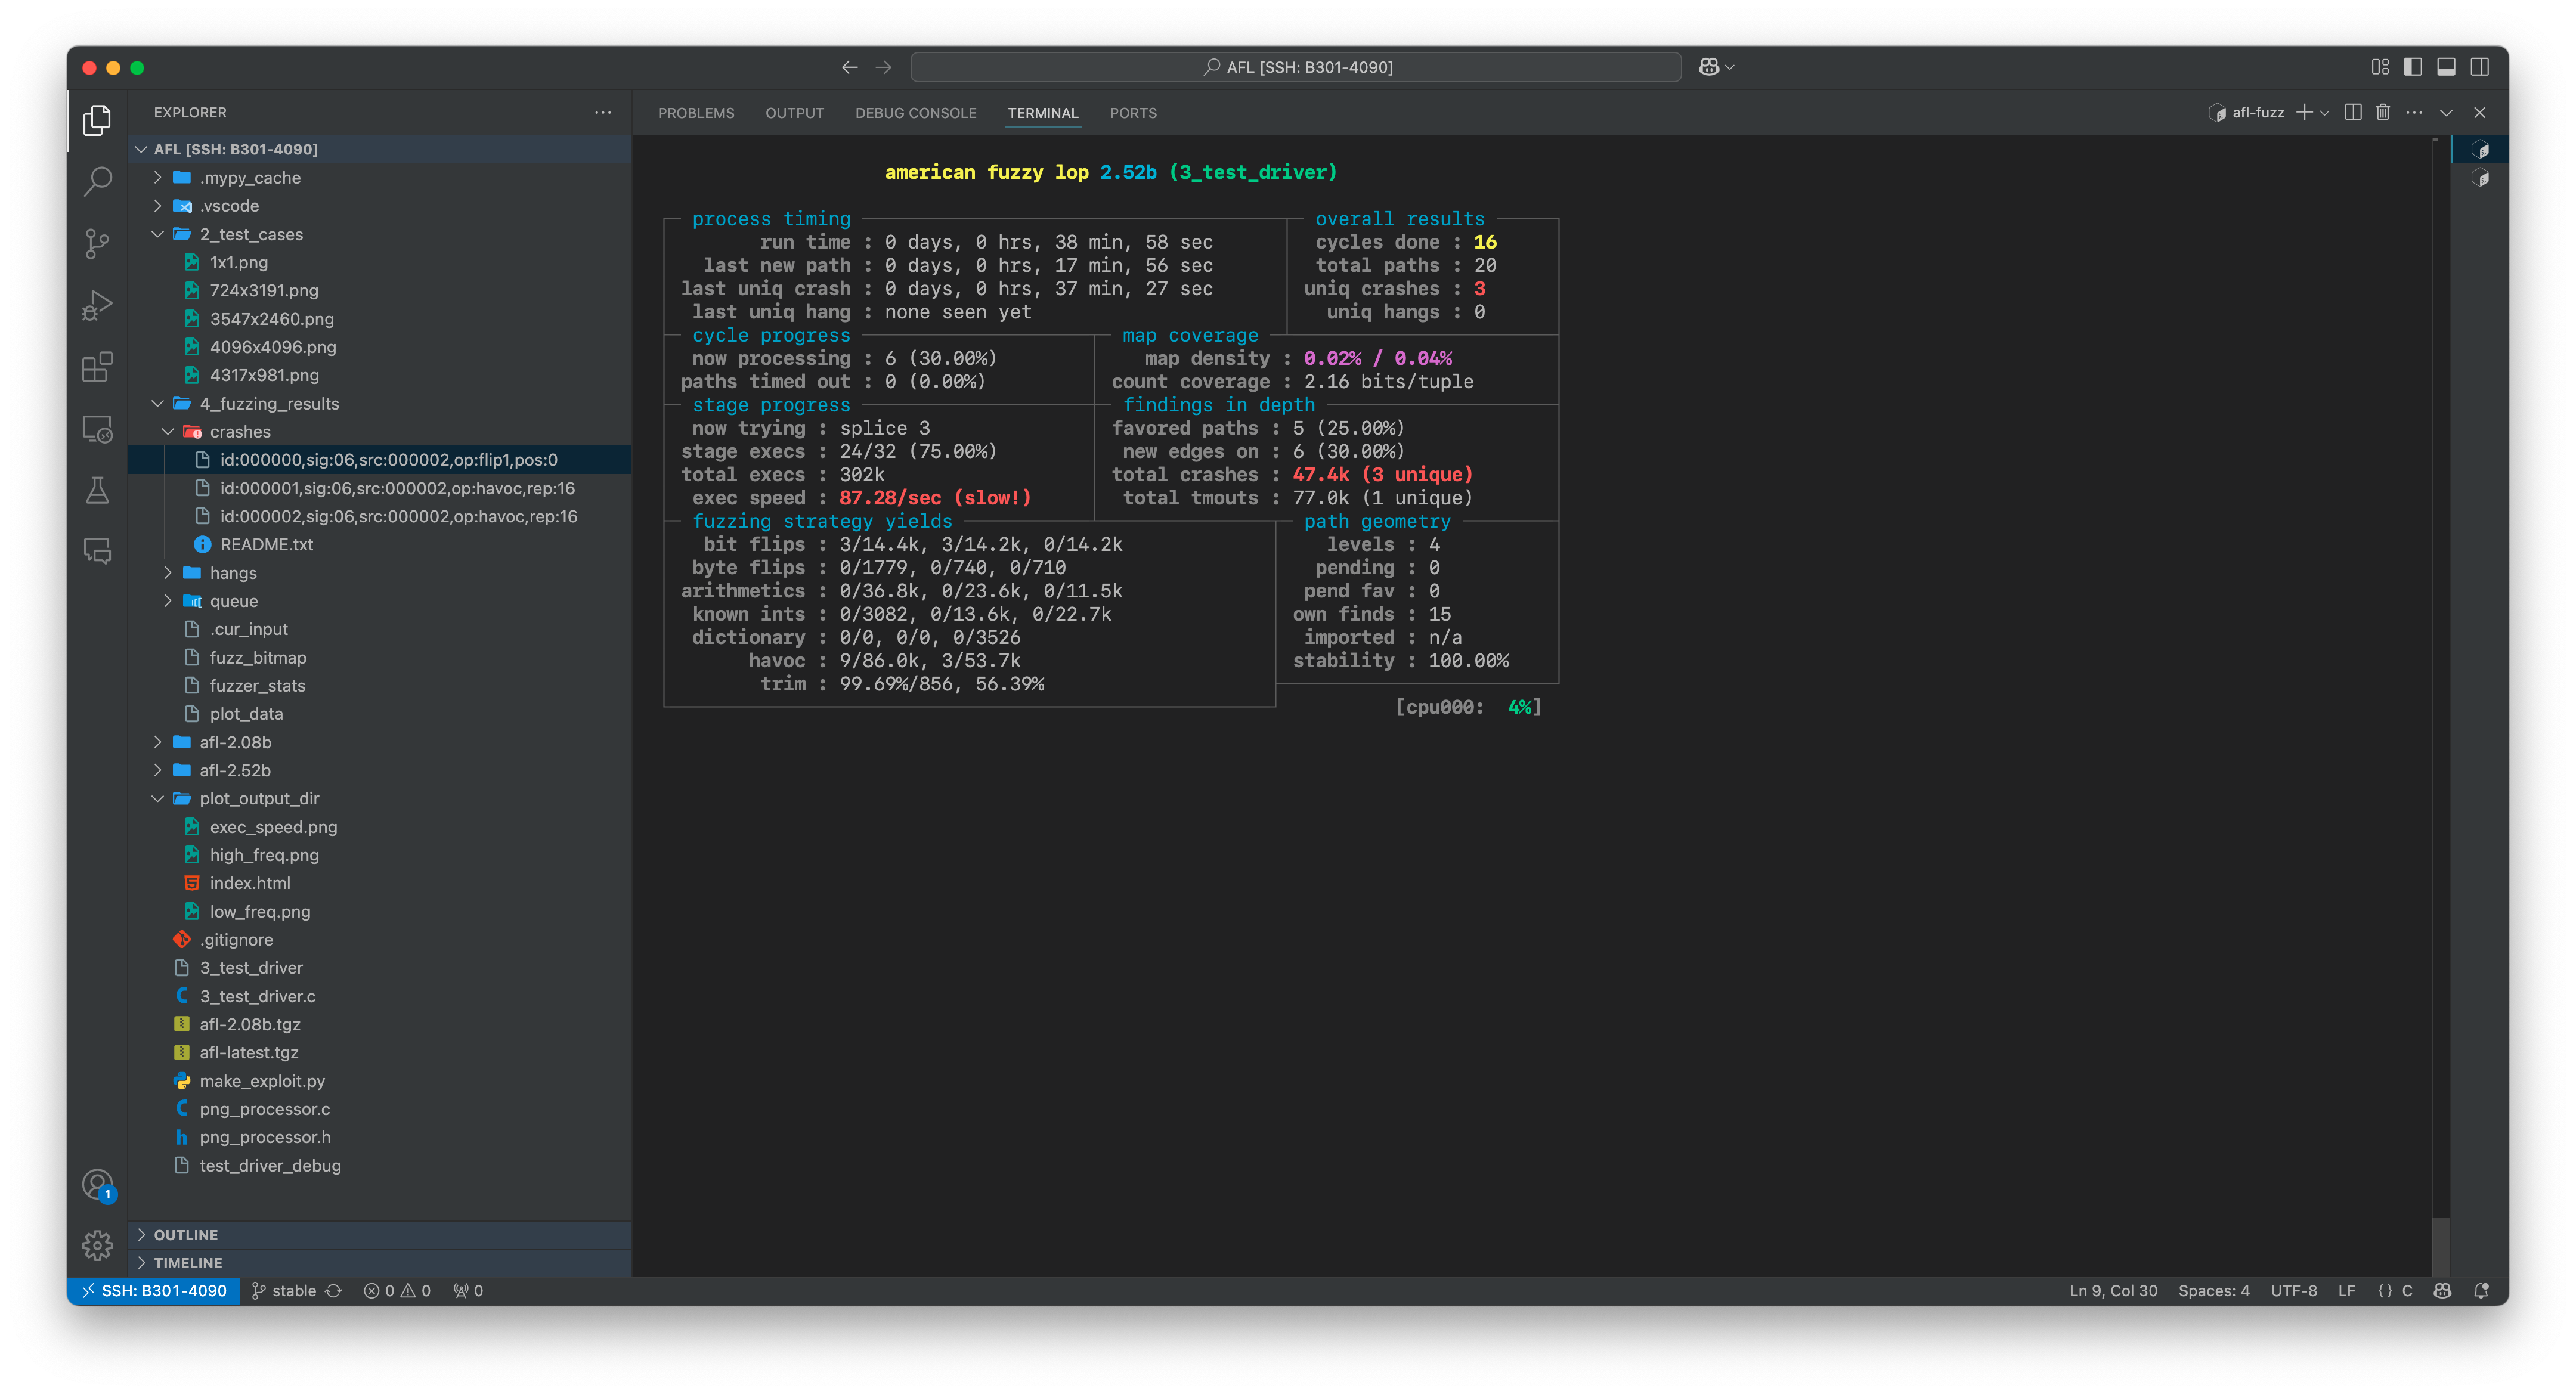 AFL [SSH: B301-4090]
EXPLORER
AFL [SSH: B301-4090]
.mypy_cache
.vscode
2_test_cases
1x1.png
724x3191.png
3547x2460.png
4096x4096.png
4317x981.png
4_fuzzing_results
crashes
id:000000,sig:06,src:000002,op:flip1,pos:0
id:000001,sig:06,src:000002,op:havoc,rep:16
id:000002,sig:06,src:000002,op:havoc,rep:16
README.txt
hangs
queue
.cur_input
fuzz_bitmap
fuzzer_stats
plot_data
afl-2.08b
afl-2.52b
plot_output_dir
exec_speed.png
high_freq.png
index.html
low_freq.png
.gitignore
3_test_driver
3_test_driver.c
afl-2.08b.tgz
afl-latest.tgz
make_exploit.py
png_processor.c
png_processor.h
test_driver_debug
OUTLINE
TIMELINE
1
PROBLEMS OUTPUT DEBUG CONSOLE TERMINAL PORTS
afl-fuzz
american fuzzy lop 2.52b (3_test_driver)
process timing overall results
run time : 0 days, 0 hrs, 38 min, 58 sec cycles done : 16
last new path : 0 days, 0 hrs, 17 min, 56 sec total paths : 20
last uniq crash : 0 days, 0 hrs, 37 min, 27 sec uniq crashes : 3
last uniq hang : none seen yet uniq hangs : 0
cycle progress map coverage
now processing : 6 (30.00%) map density : 0.02% / 0.04%
paths timed out : 0 (0.00%) count coverage : 2.16 bits/tuple
stage progress findings in depth
now trying : splice 3 favored paths : 5 (25.00%)
stage execs : 24/32 (75.00%) new edges on : 6 (30.00%)
total execs : 302k total crashes : 47.4k (3 unique)
exec speed : 87.28/sec (slow!) total tmouts : 77.0k (1 unique)
fuzzing strategy yields path geometry
bit flips : 3/14.4k, 3/14.2k, 0/14.2k levels : 4
byte flips : 0/1779, 0/740, 0/710 pending : 0
arithmetics : 0/36.8k, 0/23.6k, 0/11.5k pend fav : 0
known ints : 0/3082, 0/13.6k, 0/22.7k own finds : 15
dictionary : 0/0, 0/0, 0/3526 imported : n/a
havoc : 9/86.0k, 3/53.7k stability : 100.00%
trim : 99.69%/856, 56.39%
[cpu000: 4%]
SSH: B301-4090 stable 0 0 0 Ln 9, Col 30 Spaces: 4 UTF-8 LF {} C